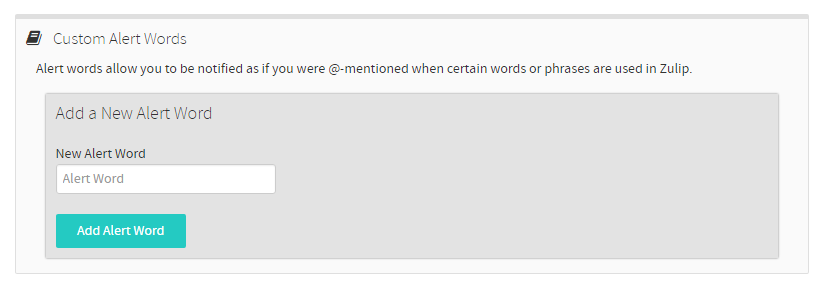 Custom Alert Words
Alert words allow you to be notified as if you were @-mentioned when certain words or phrases are used in Zulip.
Add a New Alert Word
New Alert Word
Alert Word
Add Alert Word